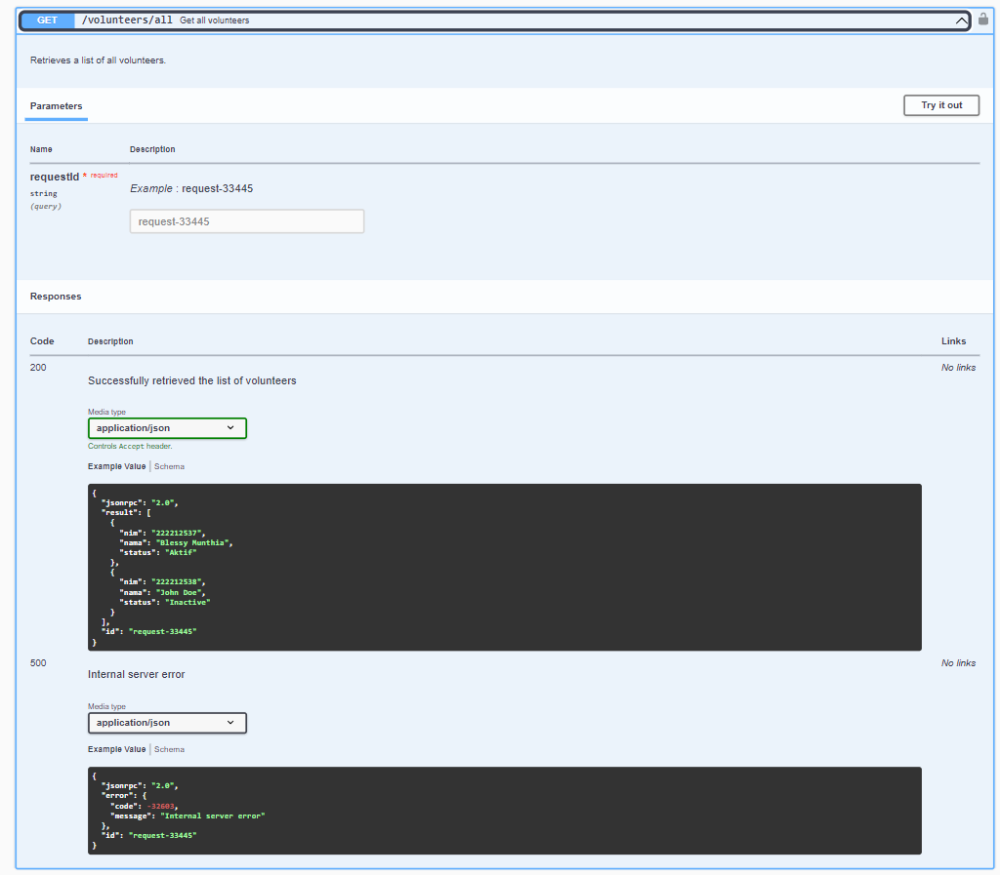 GET /volunteers/all Get all volunteers
Retrieves a list of all volunteers.
Parameters
Try it out
Name Description
requestId * required
string
(query)
Example : request-33445
request-33445
Responses
Code Description Links
200
Successfully retrieved the list of volunteers
No links
Media type
application/json
Controls Accept header.
Example Value Schema
{
"jsonrpc": "2.0",
"result": [
{
"nim": "222212537",
"nama": "Blessy Munthia",
"status": "Aktif"
},
{
"nim": "222212538",
"nama": "John Doe",
"status": "Inactive"
}
],
"id": "request-33445"
}
500
Internal server error
No links
Media type
application/json
Example Value Schema
{
"jsonrpc": "2.0",
"error": {
"code": -32603,
"message": "Internal server error"
},
"id": "request-33445"
}